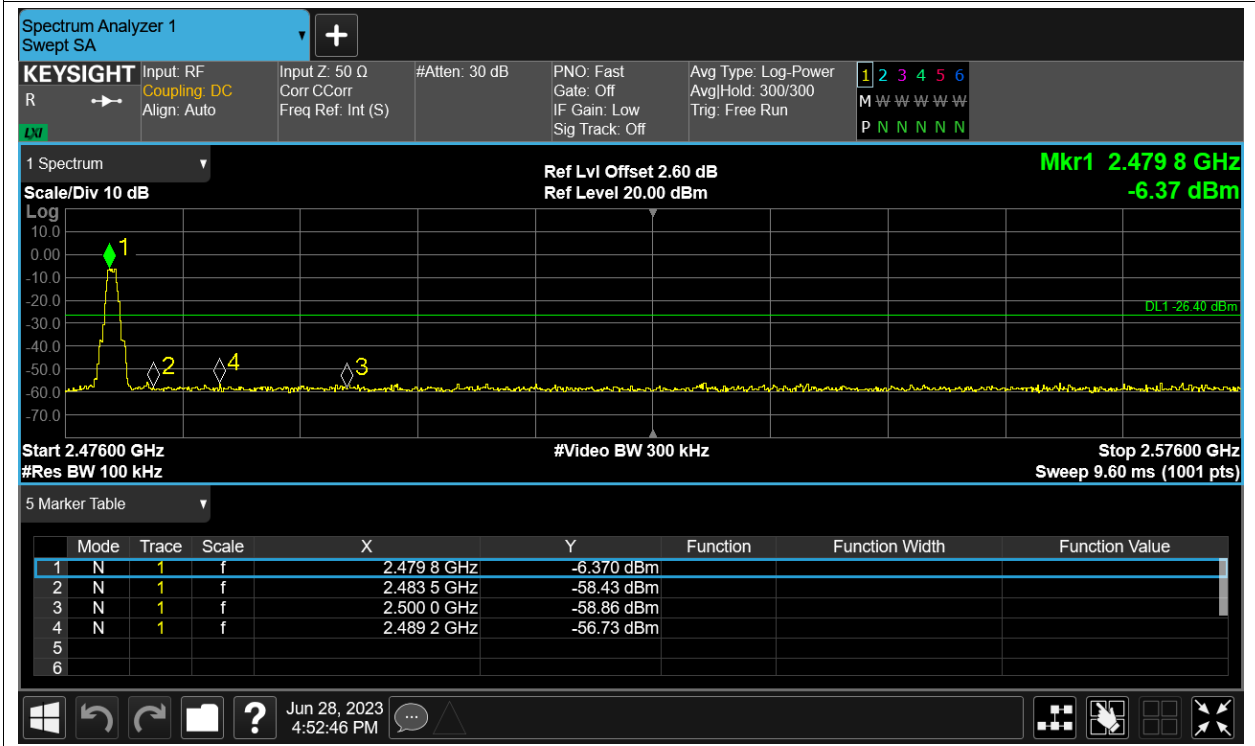 Spectrum Analyzer 1
Swept SA
KEYSIGHT
R
LXI
Input: RF
Coupling: DC
Align: Auto
Input Z: 50 Ω
Corr CCorr
Freq Ref: Int (S)
#Atten: 30 dB
PNO: Fast
Gate: Off
IF Gain: Low
Sig Track: Off
Avg Type: Log-Power
Avg|Hold: 300/300
Trig: Free Run
1 2 3 4 5 6
M W W W W W
P N N N N N
1 Spectrum
Scale/Div 10 dB
Ref Lvl Offset 2.60 dB
Ref Level 20.00 dBm
Mkr1 2.479 8 GHz
-6.37 dBm
Log
10.0
0.00
-10.0
-20.0
-30.0
-40.0
-50.0
-60.0
-70.0
1
2
4
3
DL1 -26.40 dBm
Start 2.47600 GHz
#Res BW 100 kHz
#Video BW 300 kHz
Stop 2.57600 GHz
Sweep 9.60 ms (1001 pts)
5 Marker Table
Mode Trace Scale X Y Function Function Width Function Value
1 N 1 f 2.479 8 GHz -6.370 dBm
2 N 1 f 2.483 5 GHz -58.43 dBm
3 N 1 f 2.500 0 GHz -58.86 dBm
4 N 1 f 2.489 2 GHz -56.73 dBm
5
6
?
Jun 28, 2023
4:52:46 PM